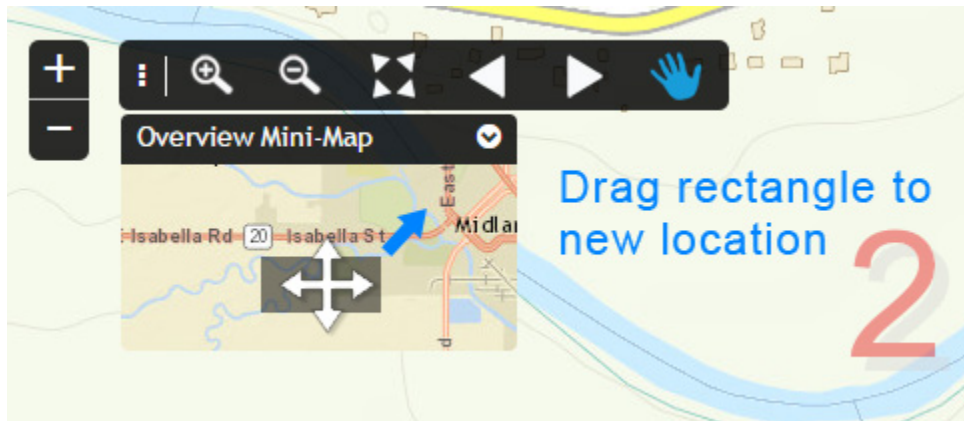 +
−
Overview Mini-Map
East
Isabella Rd 20 Isabella St
Midlan
d
Drag rectangle to
new location
2